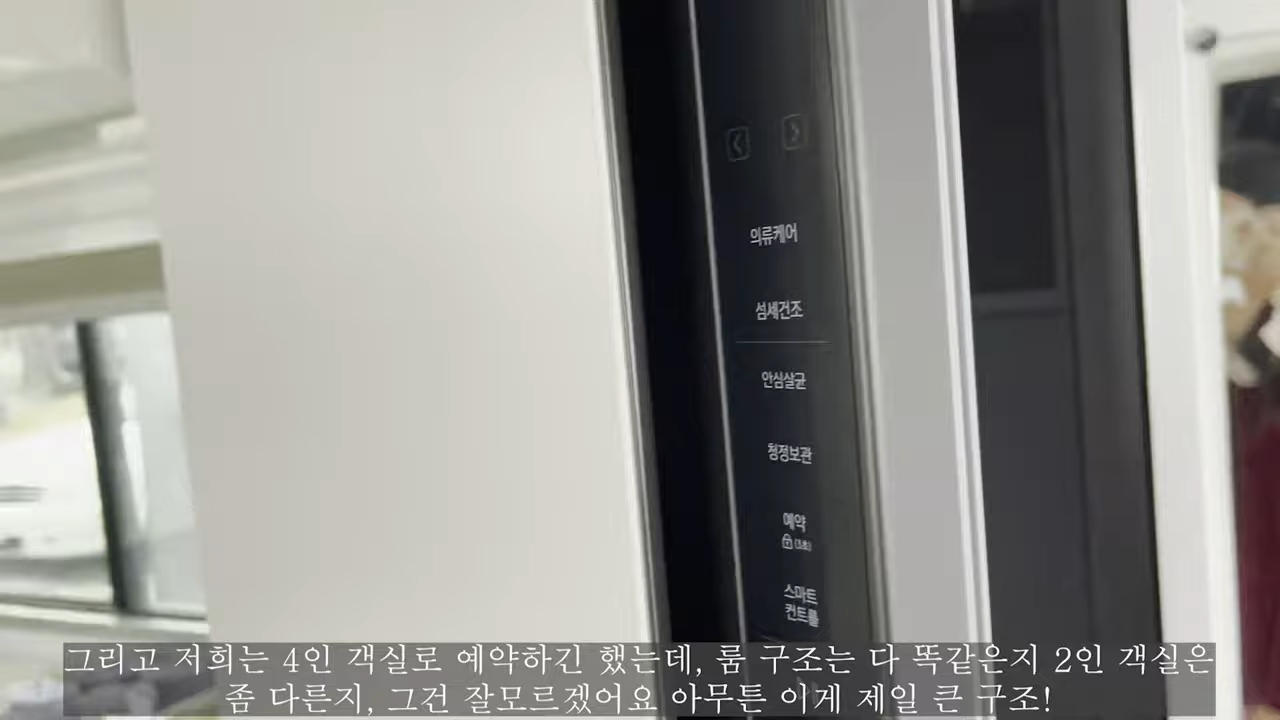 의류케어
섬세건조
안심살균
청정보관
예약
(3초)
스마트
컨트롤
그리고 저희는 4인 객실로 예약하긴 했는데, 룸 구조는 다 똑같은지 2인 객실은
좀 다른지, 그건 잘모르겠어요 아무튼 이게 제일 큰 구조!